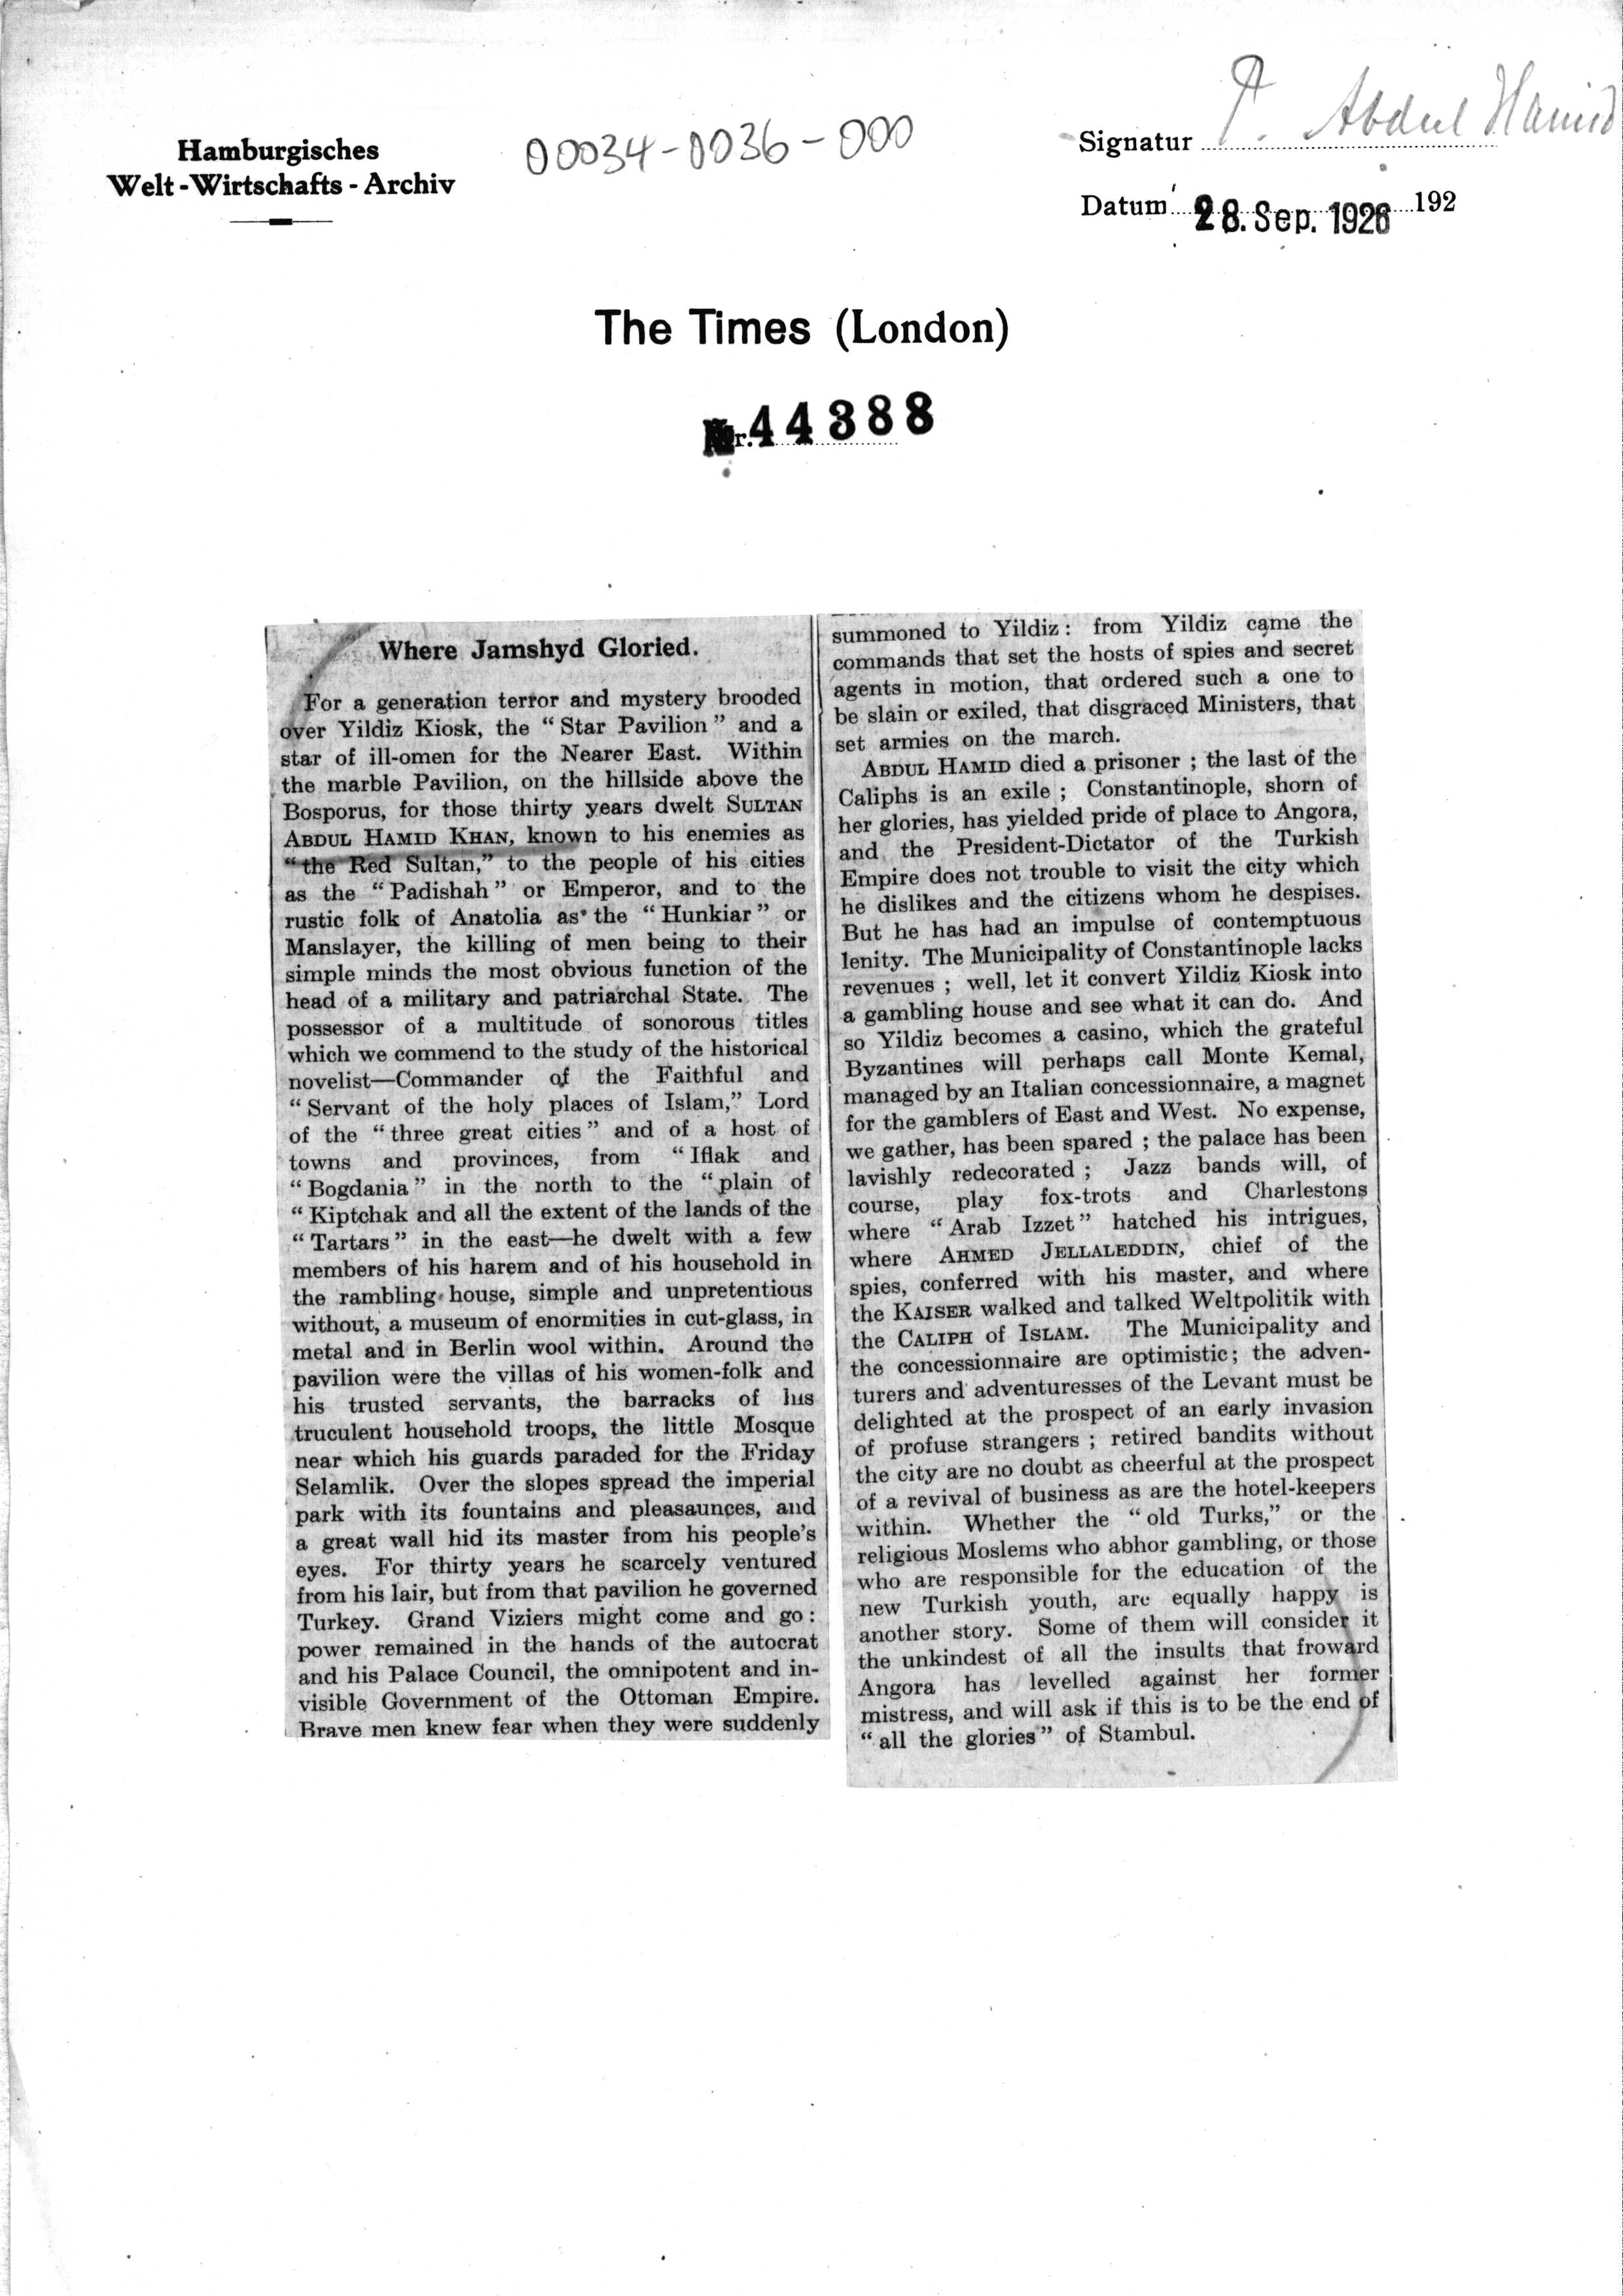 Hamburgisches
Welt-Wirtschafts-Archiv
00034-0036-000
Signatur P. Abdul Hamid
Datum 28. Sep. 1926 192
The Times (London)
Nr. 44388
Where Jamshyd Gloried.
For a generation terror and mystery brooded
over Yildiz Kiosk, the “Star Pavilion” and a
star of ill-omen for the Nearer East. Within
the marble Pavilion, on the hillside above the
Bosporus, for those thirty years dwelt SULTAN
ABDUL HAMID KHAN, known to his enemies as
“the Red Sultan,” to the people of his cities
as the “Padishah” or Emperor, and to the
rustic folk of Anatolia as the “Hunkiar” or
Manslayer, the killing of men being to their
simple minds the most obvious function of the
head of a military and patriarchal State. The
possessor of a multitude of sonorous titles
which we commend to the study of the historical
novelist—Commander of the Faithful and
“Servant of the holy places of Islam,” Lord
of the “three great cities” and of a host of
towns and provinces, from “Iflak and
“Bogdania” in the north to the “plain of
“Kiptchak and all the extent of the lands of the
“Tartars” in the east—he dwelt with a few
members of his harem and of his household in
the rambling house, simple and unpretentious
without, a museum of enormities in cut-glass, in
metal and in Berlin wool within. Around the
pavilion were the villas of his women-folk and
his trusted servants, the barracks of his
truculent household troops, the little Mosque
near which his guards paraded for the Friday
Selamlik. Over the slopes spread the imperial
park with its fountains and pleasaunces, and
a great wall hid its master from his people's
eyes. For thirty years he scarcely ventured
from his lair, but from that pavilion he governed
Turkey. Grand Viziers might come and go:
power remained in the hands of the autocrat
and his Palace Council, the omnipotent and in-
visible Government of the Ottoman Empire.
Brave men knew fear when they were suddenly
summoned to Yildiz: from Yildiz came the
commands that set the hosts of spies and secret
agents in motion, that ordered such a one to
be slain or exiled, that disgraced Ministers, that
set armies on the march.
ABDUL HAMID died a prisoner; the last of the
Caliphs is an exile; Constantinople, shorn of
her glories, has yielded pride of place to Angora,
and the President-Dictator of the Turkish
Empire does not trouble to visit the city which
he dislikes and the citizens whom he despises.
But he has had an impulse of contemptuous
lenity. The Municipality of Constantinople lacks
revenues; well, let it convert Yildiz Kiosk into
a gambling house and see what it can do. And
so Yildiz becomes a casino, which the grateful
Byzantines will perhaps call Monte Kemal,
managed by an Italian concessionnaire, a magnet
for the gamblers of East and West. No expense,
we gather, has been spared; the palace has been
lavishly redecorated; Jazz bands will, of
course, play fox-trots and Charlestons
where “Arab Izzet” hatched his intrigues,
where AHMED JELLALEDDIN, chief of the
spies, conferred with his master, and where
the KAISER walked and talked Weltpolitik with
the CALIPH of ISLAM. The Municipality and
the concessionnaire are optimistic; the adven-
turers and adventuresses of the Levant must be
delighted at the prospect of an early invasion
of profuse strangers; retired bandits without
the city are no doubt as cheerful at the prospect
of a revival of business as are the hotel-keepers
within. Whether the “old Turks,” or the
religious Moslems who abhor gambling, or those
who are responsible for the education of the
new Turkish youth, are equally happy is
another story. Some of them will consider it
the unkindest of all the insults that froward
Angora has levelled against her former
mistress, and will ask if this is to be the end of
“all the glories” of Stambul.